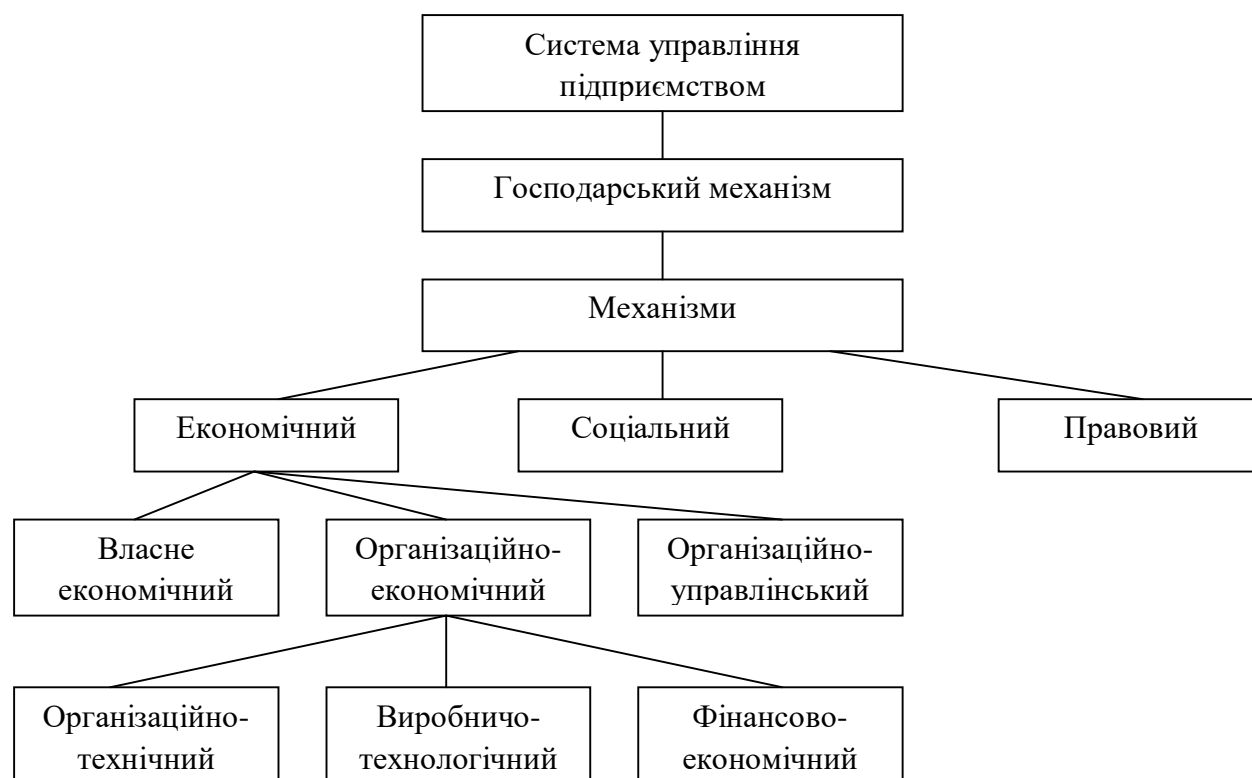 Система управління
підприємством
Господарський механізм
Механізми
Економічний
Соціальний
Правовий
Власне
економічний
Організаційно-
економічний
Організаційно-
управлінський
Організаційно-
технічний
Виробничо-
технологічний
Фінансово-
економічний